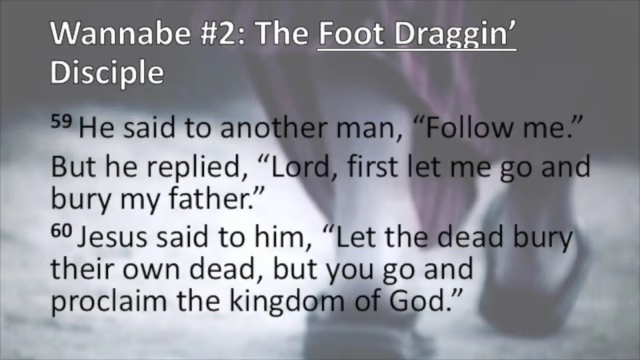 Wannabe #2: The Foot Draggin’
Disciple
59 He said to another man, “Follow me.”
But he replied, “Lord, first let me go and
bury my father.”
60 Jesus said to him, “Let the dead bury
their own dead, but you go and
proclaim the kingdom of God.”